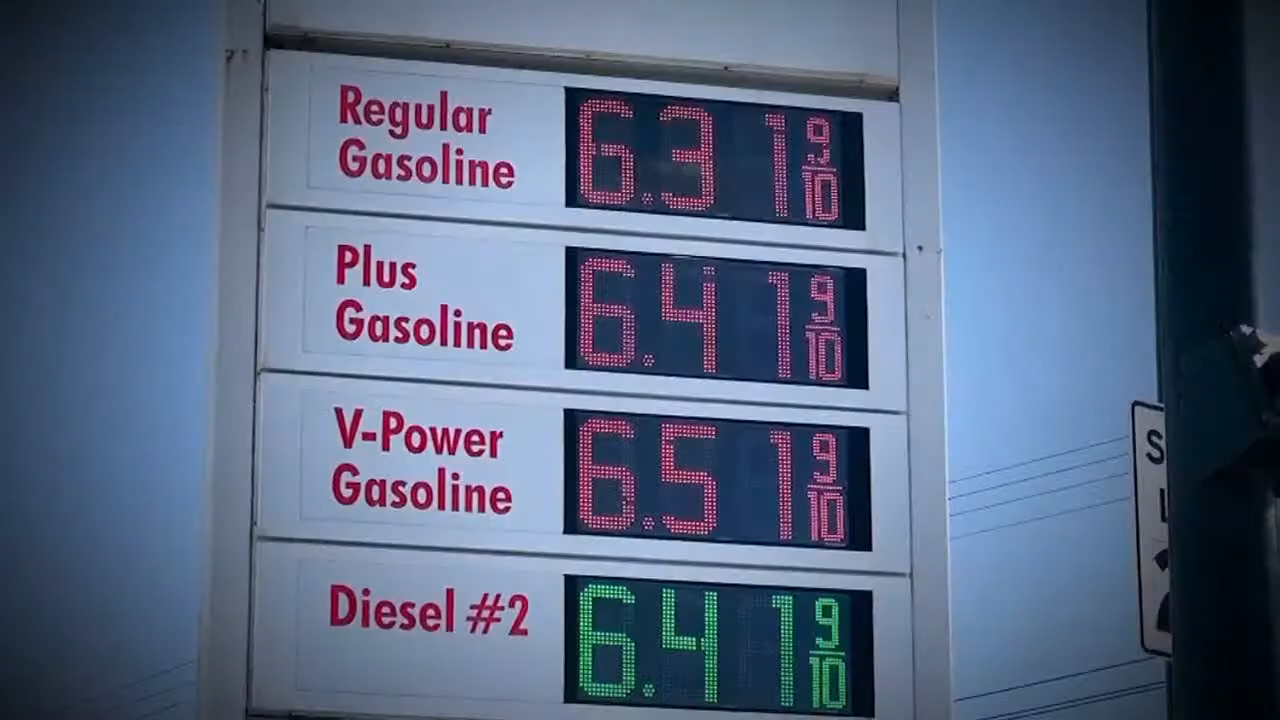 Regular
Gasoline
6.31 9/10
Plus
Gasoline
6.41 9/10
V-Power
Gasoline
6.51 9/10
Diesel #2
6.41 9/10
S